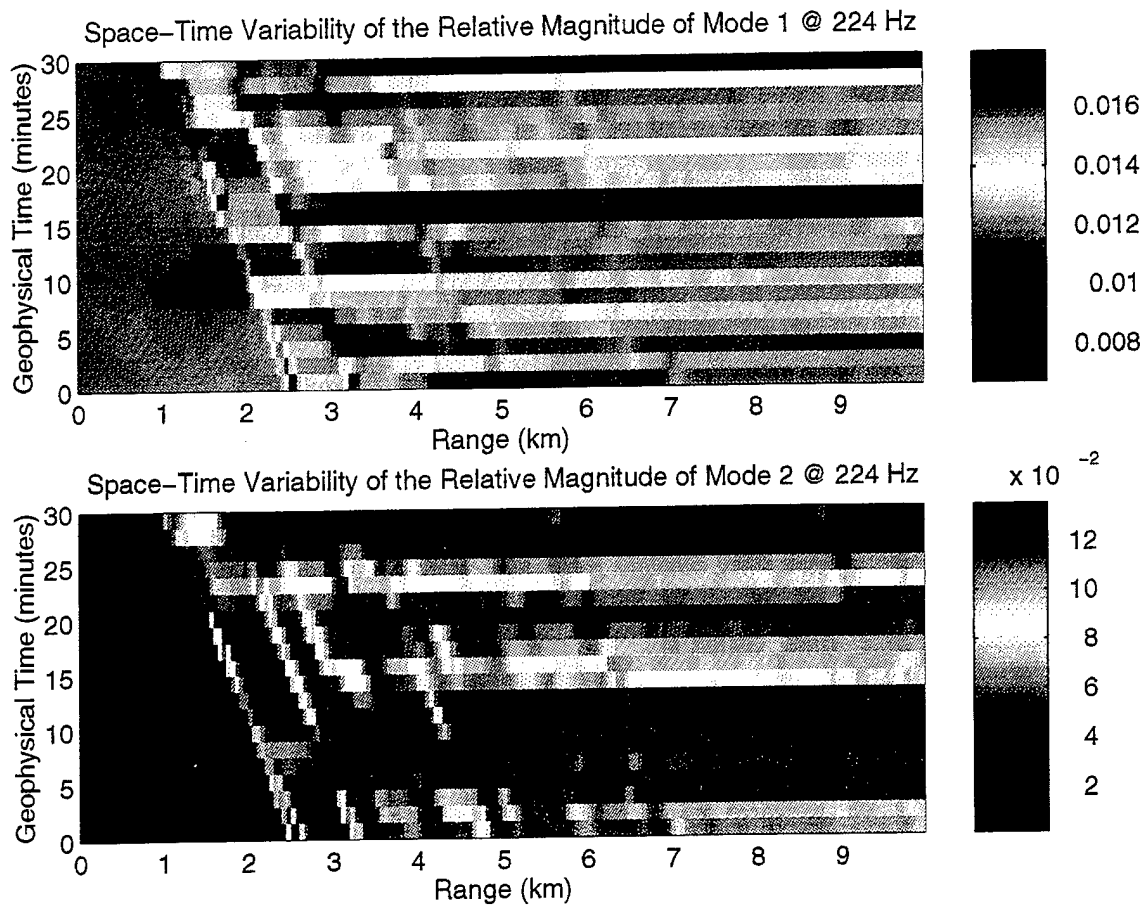 Space–Time Variability of the Relative Magnitude of Mode 1 @ 224 Hz
Geophysical Time (minutes)
30
25
20
15
10
5
0
0 1 2 3 4 5 6 7 8 9
Range (km)
0.016
0.014
0.012
0.01
0.008
Space–Time Variability of the Relative Magnitude of Mode 2 @ 224 Hz
x 10 -2
Geophysical Time (minutes)
30
25
20
15
10
5
0
0 1 2 3 4 5 6 7 8 9
Range (km)
12
10
8
6
4
2